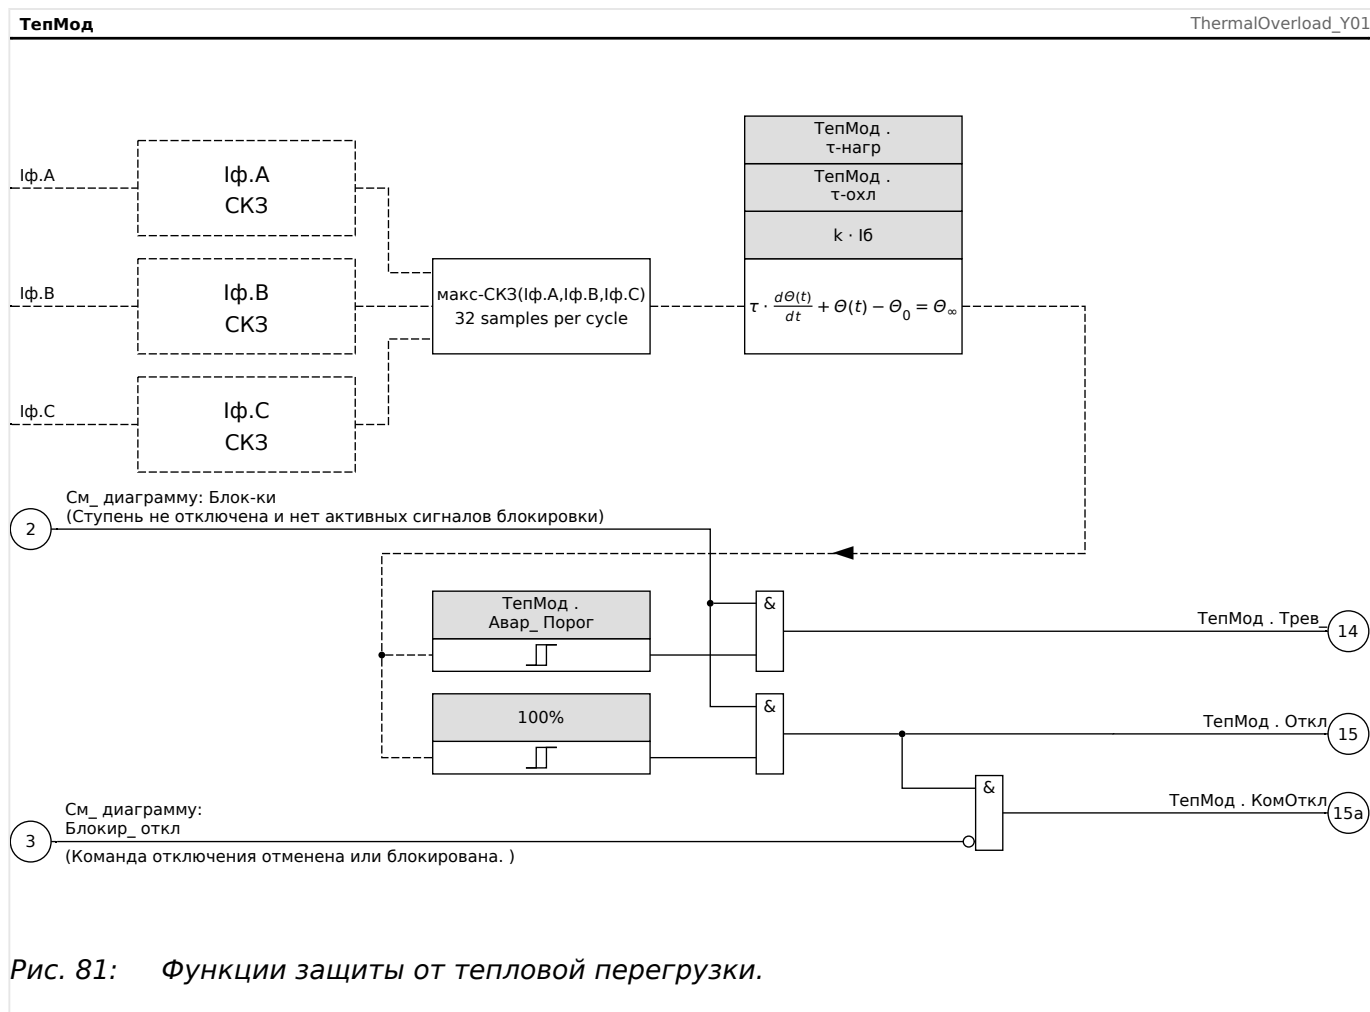 ТепМод
ThermalOverload_Y01
ТепМод .
τ-нагр
ТепМод .
τ-охл
k · Iб
τ · dΘ(t)/dt + Θ(t) − Θ₀ = Θ∞
Iф.A
Iф.A
СКЗ
Iф.B
Iф.B
СКЗ
макс-СКЗ(Iф.A,Iф.B,Iф.C)
32 samples per cycle
Iф.C
Iф.C
СКЗ
См_ диаграмму: Блок-ки
(Ступень не отключена и нет активных сигналов блокировки)
2
ТепМод .
Авар_ Порог
&
ТепМод . Трев_
14
100%
&
ТепМод . Откл
15
&
ТепМод . КомОткл
15a
См_ диаграмму:
Блокир_ откл
3
(Команда отключения отменена или блокирована. )
Рис. 81: Функции защиты от тепловой перегрузки.